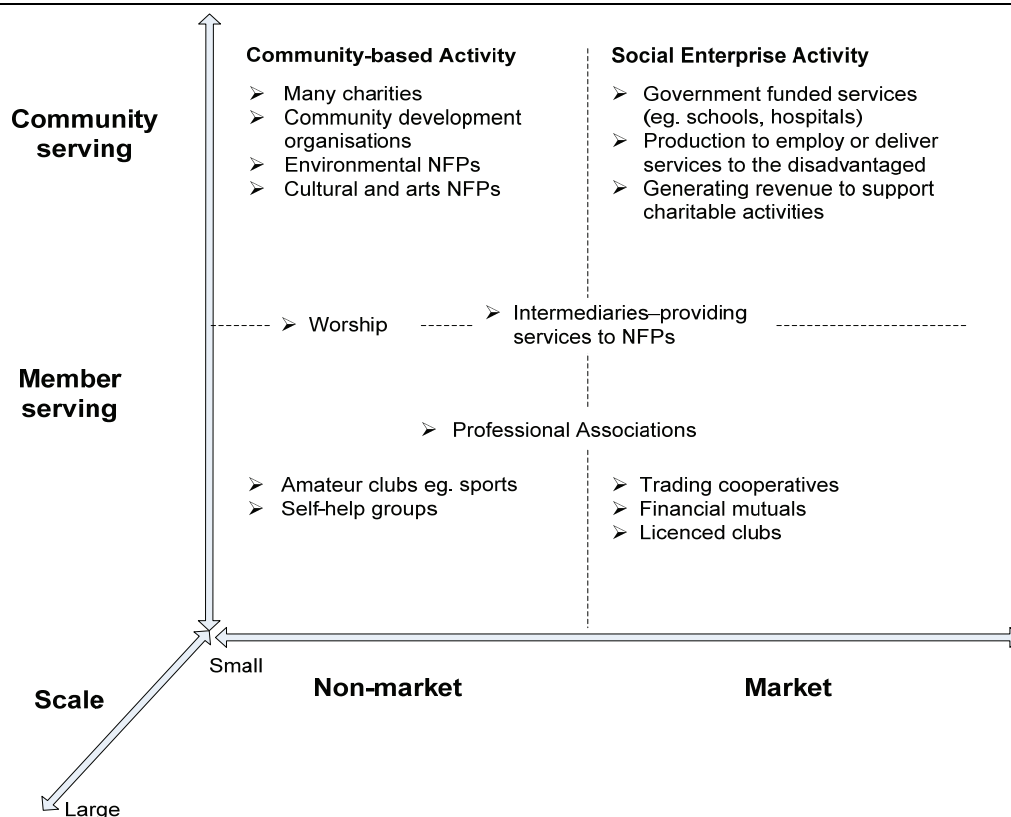 Community-based Activity
Many charities
Community development
organisations
Environmental NFPs
Cultural and arts NFPs
Social Enterprise Activity
Government funded services
(eg. schools, hospitals)
Production to employ or deliver
services to the disadvantaged
Generating revenue to support
charitable activities
Community
serving
Worship
Intermediaries–providing
services to NFPs
Member
serving
Professional Associations
Amateur clubs eg. sports
Self-help groups
Trading cooperatives
Financial mutuals
Licenced clubs
Small
Scale
Non-market
Market
Large